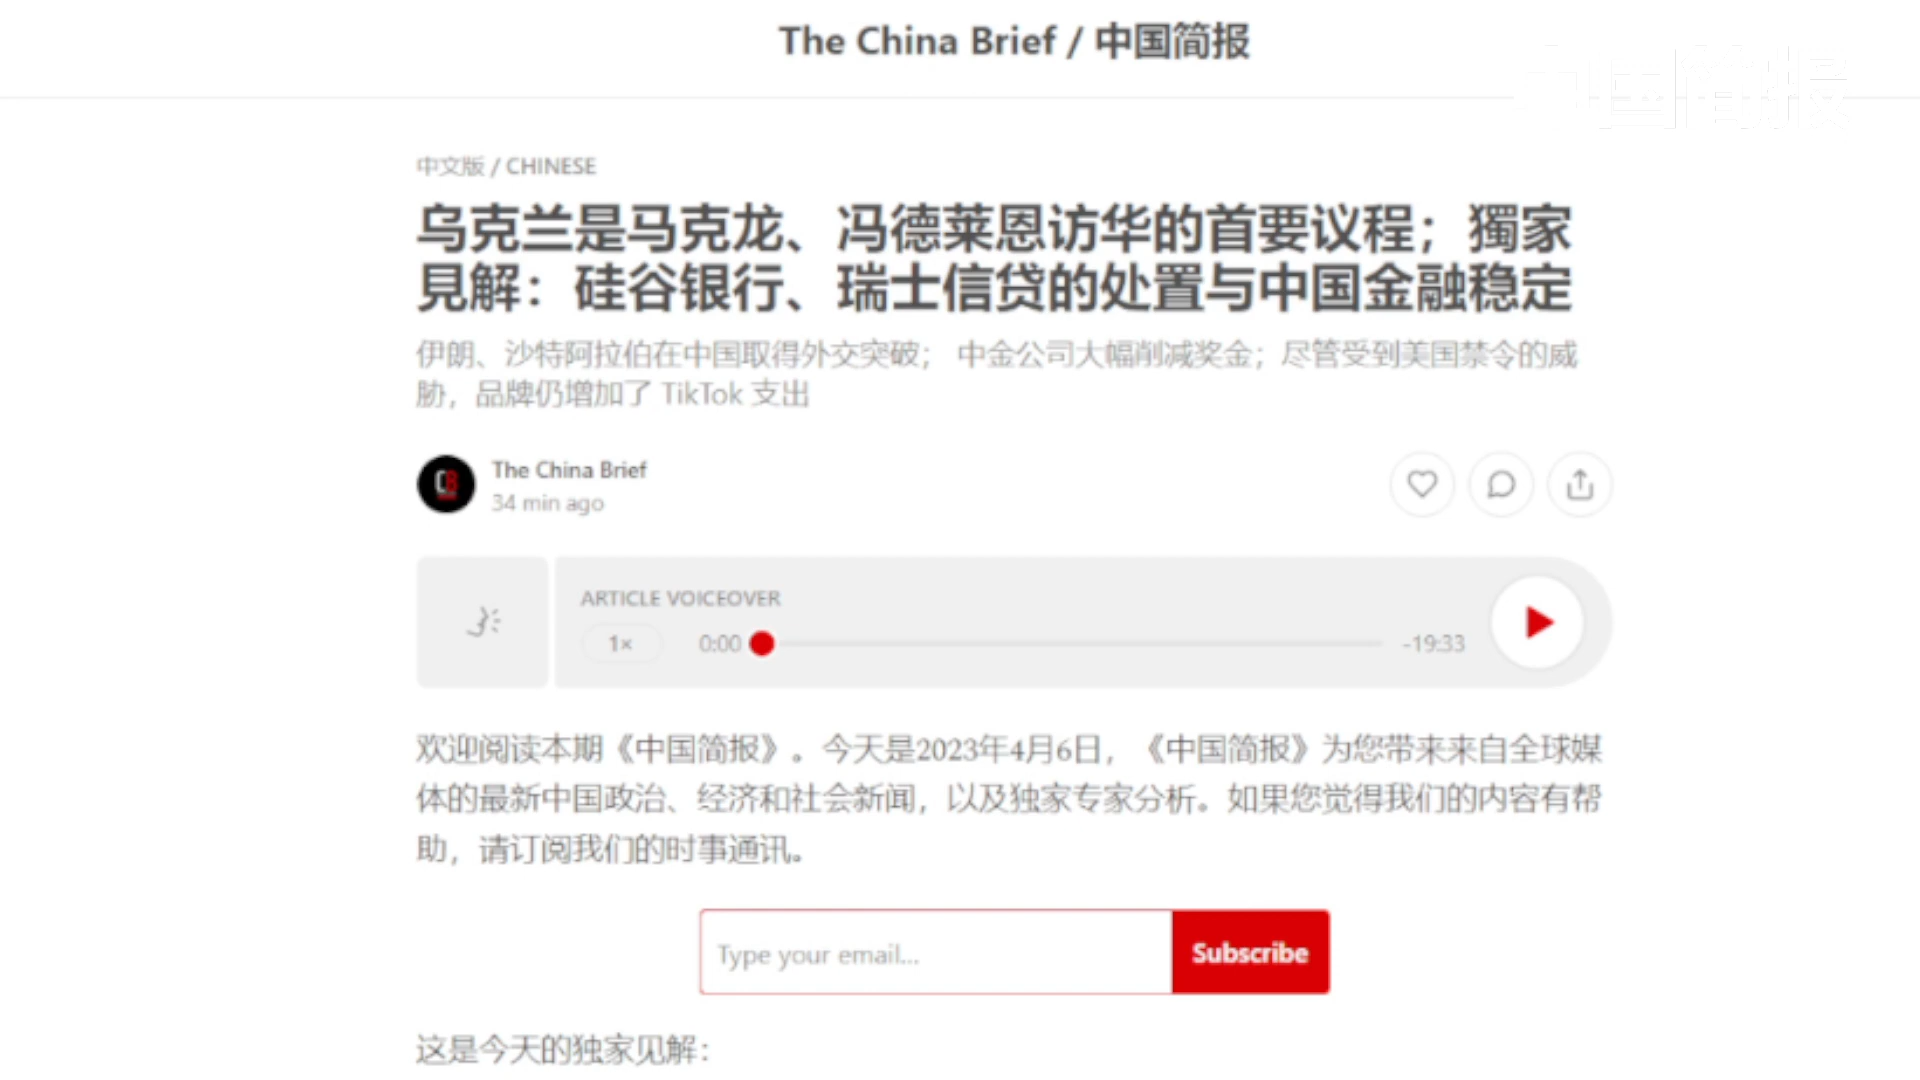 The China Brief / 中国简报
中国简报
中文版 / CHINESE
乌克兰是马克龙、冯德莱恩访华的首要议程；獨家
見解：硅谷银行、瑞士信贷的处置与中国金融稳定
伊朗、沙特阿拉伯在中国取得外交突破； 中金公司大幅削减奖金；尽管受到美国禁令的威
胁，品牌仍增加了 TikTok 支出
CB
The China Brief
34 min ago
ARTICLE VOICEOVER
1×
0:00
-19:33
欢迎阅读本期《中国简报》。今天是2023年4月6日，《中国简报》为您带来来自全球媒
体的最新中国政治、经济和社会新闻，以及独家专家分析。如果您觉得我们的内容有帮
助，请订阅我们的时事通讯。
Type your email...
Subscribe
这是今天的独家见解：